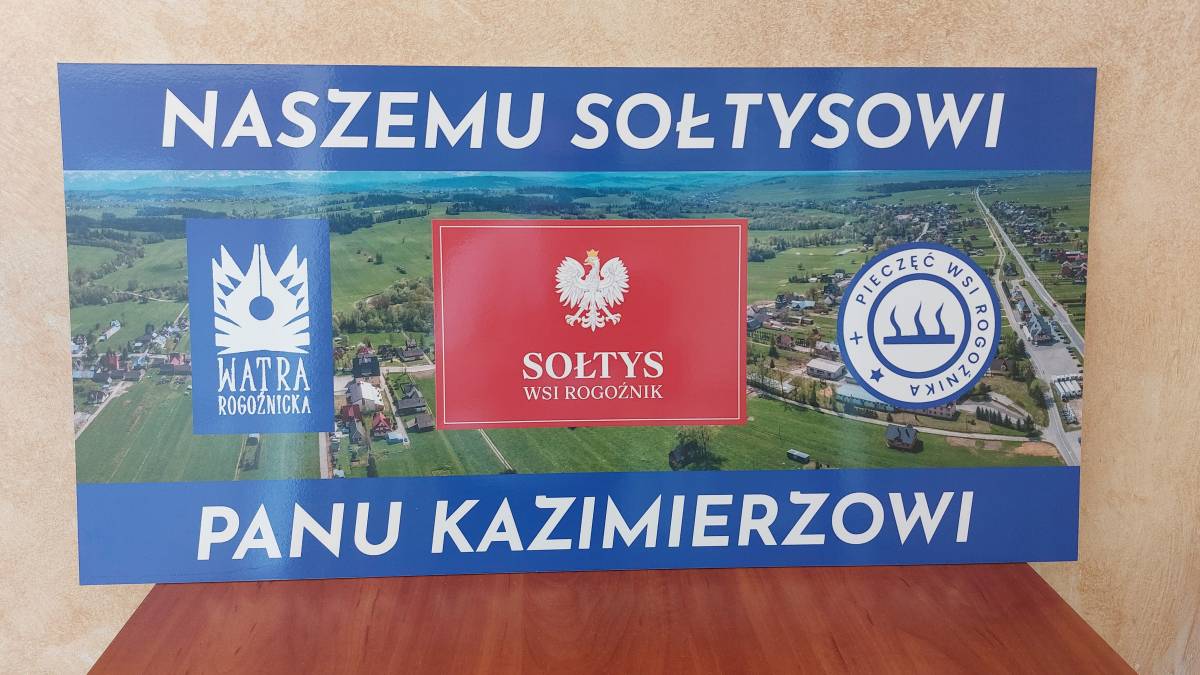 NASZEMU SOŁTYSOWI
WATRA
ROGOŹNICKA
SOŁTYS
WSI ROGOŹNIK
PIECZĘĆ WSI ROGOŹNIKA
PANU KAZIMIERZOWI